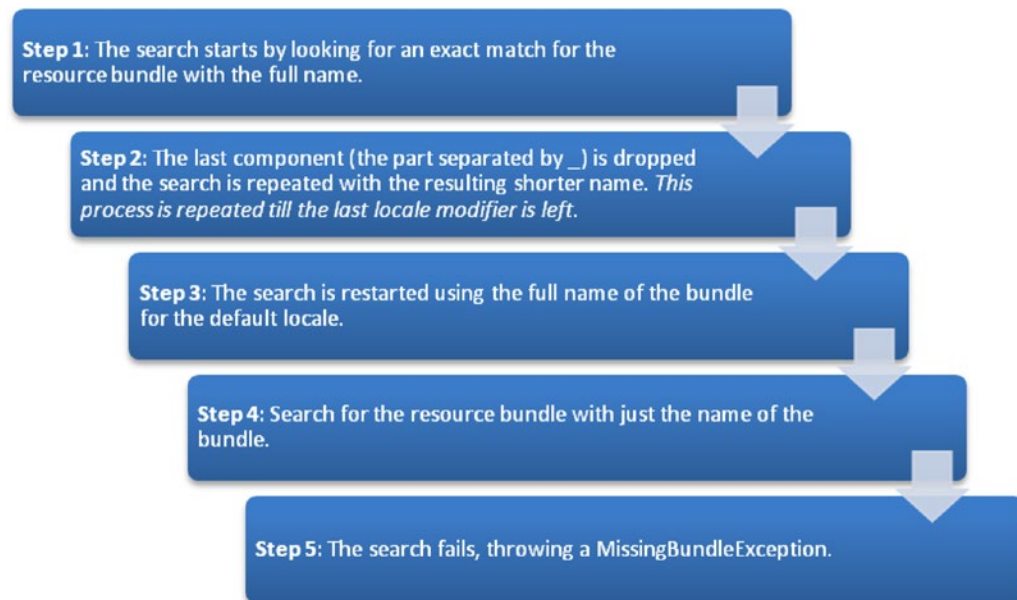 Step 1: The search starts by looking for an exact match for the
resource bundle with the full name.
Step 2: The last component (the part separated by _) is dropped
and the search is repeated with the resulting shorter name. This
process is repeated till the last locale modifier is left.
Step 3: The search is restarted using the full name of the bundle
for the default locale.
Step 4: Search for the resource bundle with just the name of the
bundle.
Step 5: The search fails, throwing a MissingBundleException.